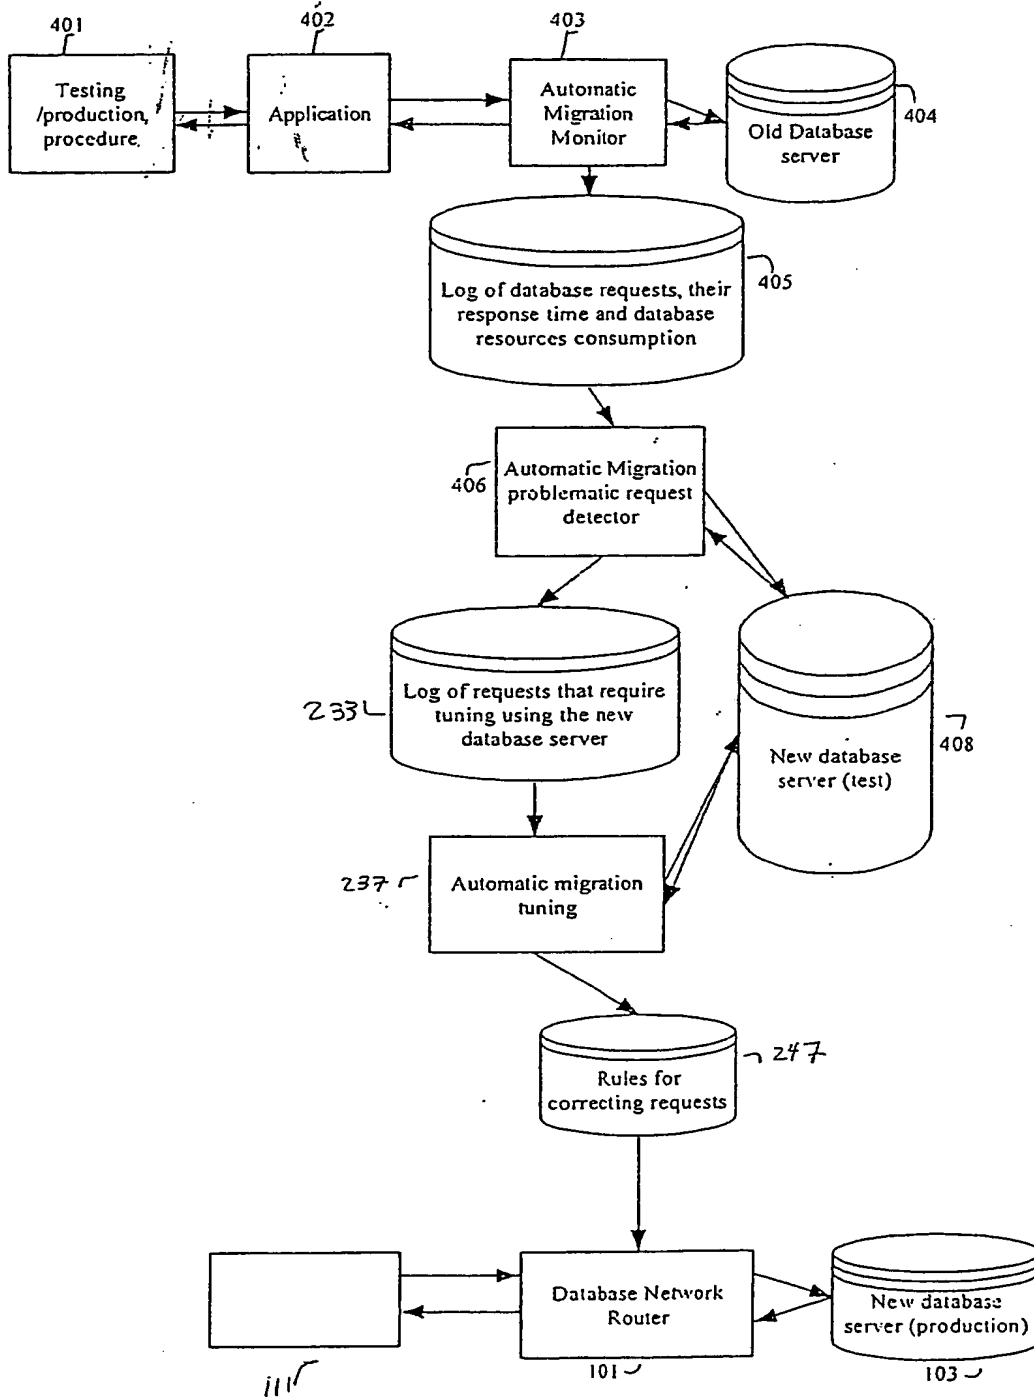 401
402
403
Testing
/production,
procedure
Application
Automatic
Migration
Monitor
Old Database
server
404
Log of database requests, their
response time and database
resources consumption
405
406
Automatic Migration
problematic request
detector
233
Log of requests that require
tuning using the new
database server
New database
server (test)
408
237
Automatic migration
tuning
Rules for
correcting requests
247
Database Network
Router
New database
server (production)
111
101
103